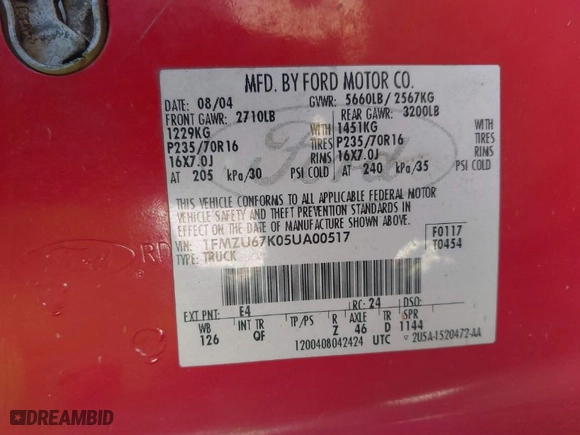 MFD. BY FORD MOTOR CO.
DATE: 08/04 GVWR: 5660LB/ 2567KG
FRONT GAWR: 2710LB REAR GAWR: 3200LB
1229KG WITH 1451KG WITH
P235/70R16 TIRES P235/70R16 TIRES
16X7.0J RIMS 16X7.0J RIMS
AT 205 kPa/30 PSI COLD AT 240 kPa/35 PSI COLD
THIS VEHICLE CONFORMS TO ALL APPLICABLE FEDERAL MOTOR
VEHICLE SAFETY AND THEFT PREVENTION STANDARDS IN
EFFECT ON THE DATE OF MANUFACTURE SHOWN ABOVE.
VIN: 1FMZU67K05UA00517 F0117
TYPE: TRUCK T0454
EXT PNT: E4 RC: 24 DSO:
WB INT TR TP/PS R AXLE TR SPR
126 QF Z 46 D 1144
1200408042424 UTC 2U5A-1520472-AA
Ford
DREAMBID